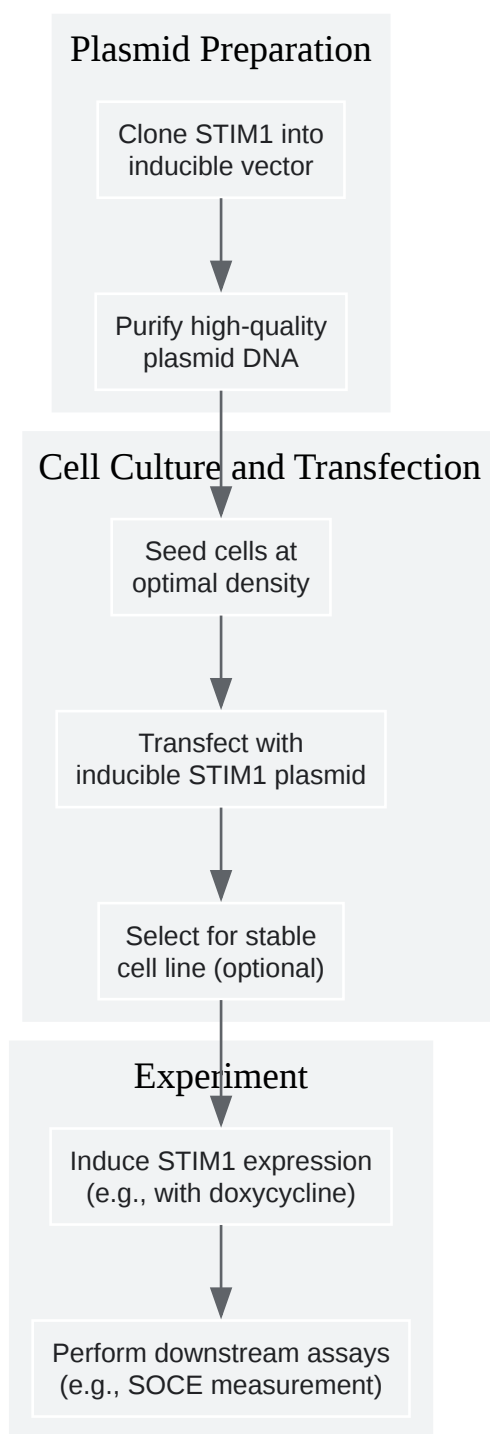 Plasmid Preparation
Clone STIM1 into
inducible vector
Purify high-quality
plasmid DNA
Cell Culture and Transfection
Seed cells at
optimal density
Transfect with
inducible STIM1 plasmid
Select for stable
cell line (optional)
Experiment
Induce STIM1 expression
(e.g., with doxycycline)
Perform downstream assays
(e.g., SOCE measurement)